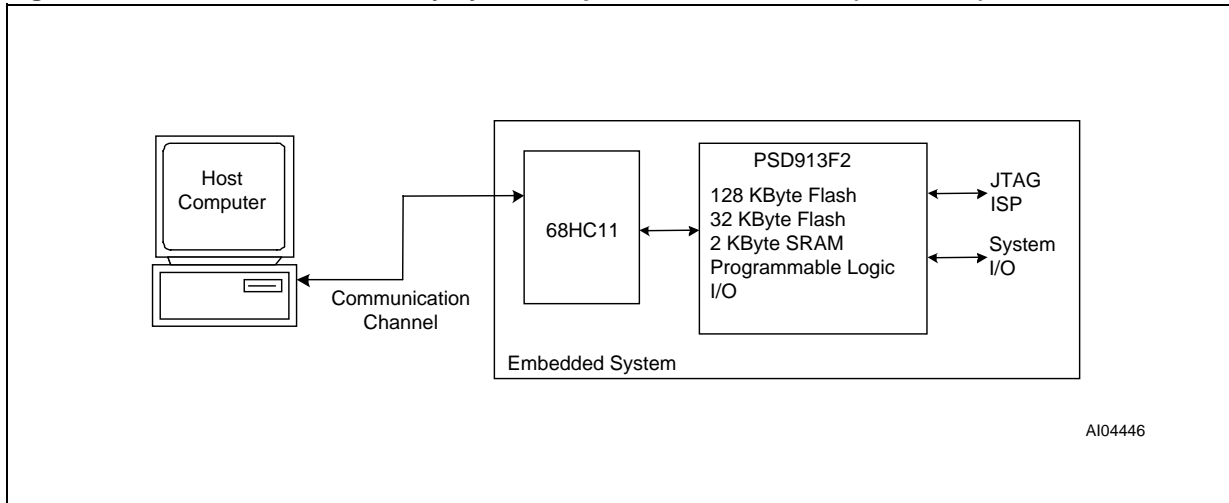 Host
Computer
Communication
Channel
68HC11
PSD913F2
128 KByte Flash
32 KByte Flash
2 KByte SRAM
Programmable Logic
I/O
JTAG
ISP
System
I/O
Embedded System
AI04446